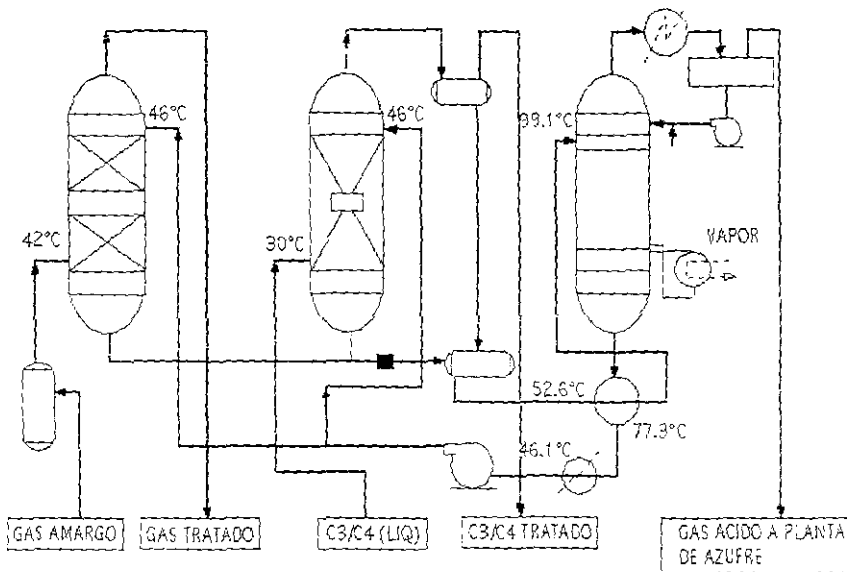 46°C
46°C
99.1°C
42°C
30°C
VAPOR
52.6°C
77.3°C
46.1°C
GAS AMARGO
GAS TRATADO
C3/C4 (LIQ)
C3/C4 TRATADO
GAS ACIDO A PLANTA
DE AZUFRE